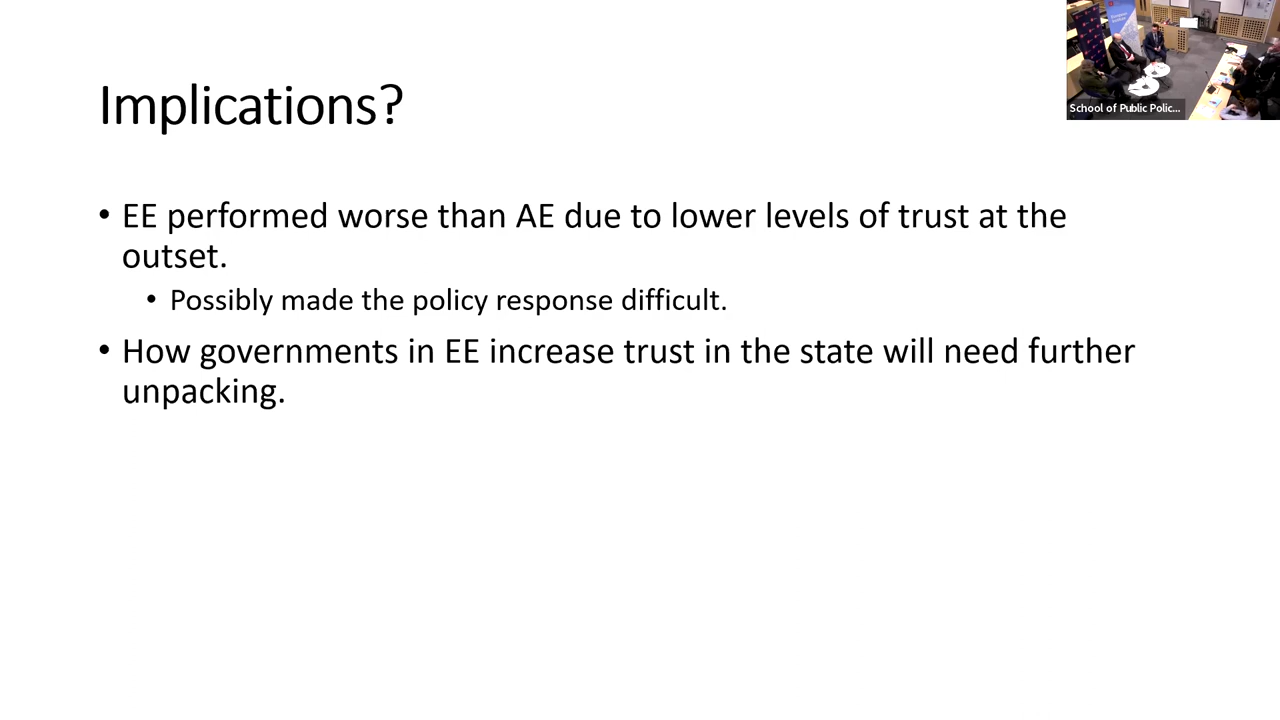 School of Public Polic...
Implications?
• EE performed worse than AE due to lower levels of trust at the
outset.
• Possibly made the policy response difficult.
• How governments in EE increase trust in the state will need further
unpacking.